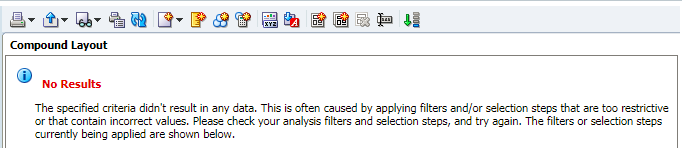 Compound Layout
No Results
The specified criteria didn't result in any data. This is often caused by applying filters and/or selection steps that are too restrictive
or that contain incorrect values. Please check your analysis filters and selection steps, and try again. The filters or selection steps
currently being applied are shown below.